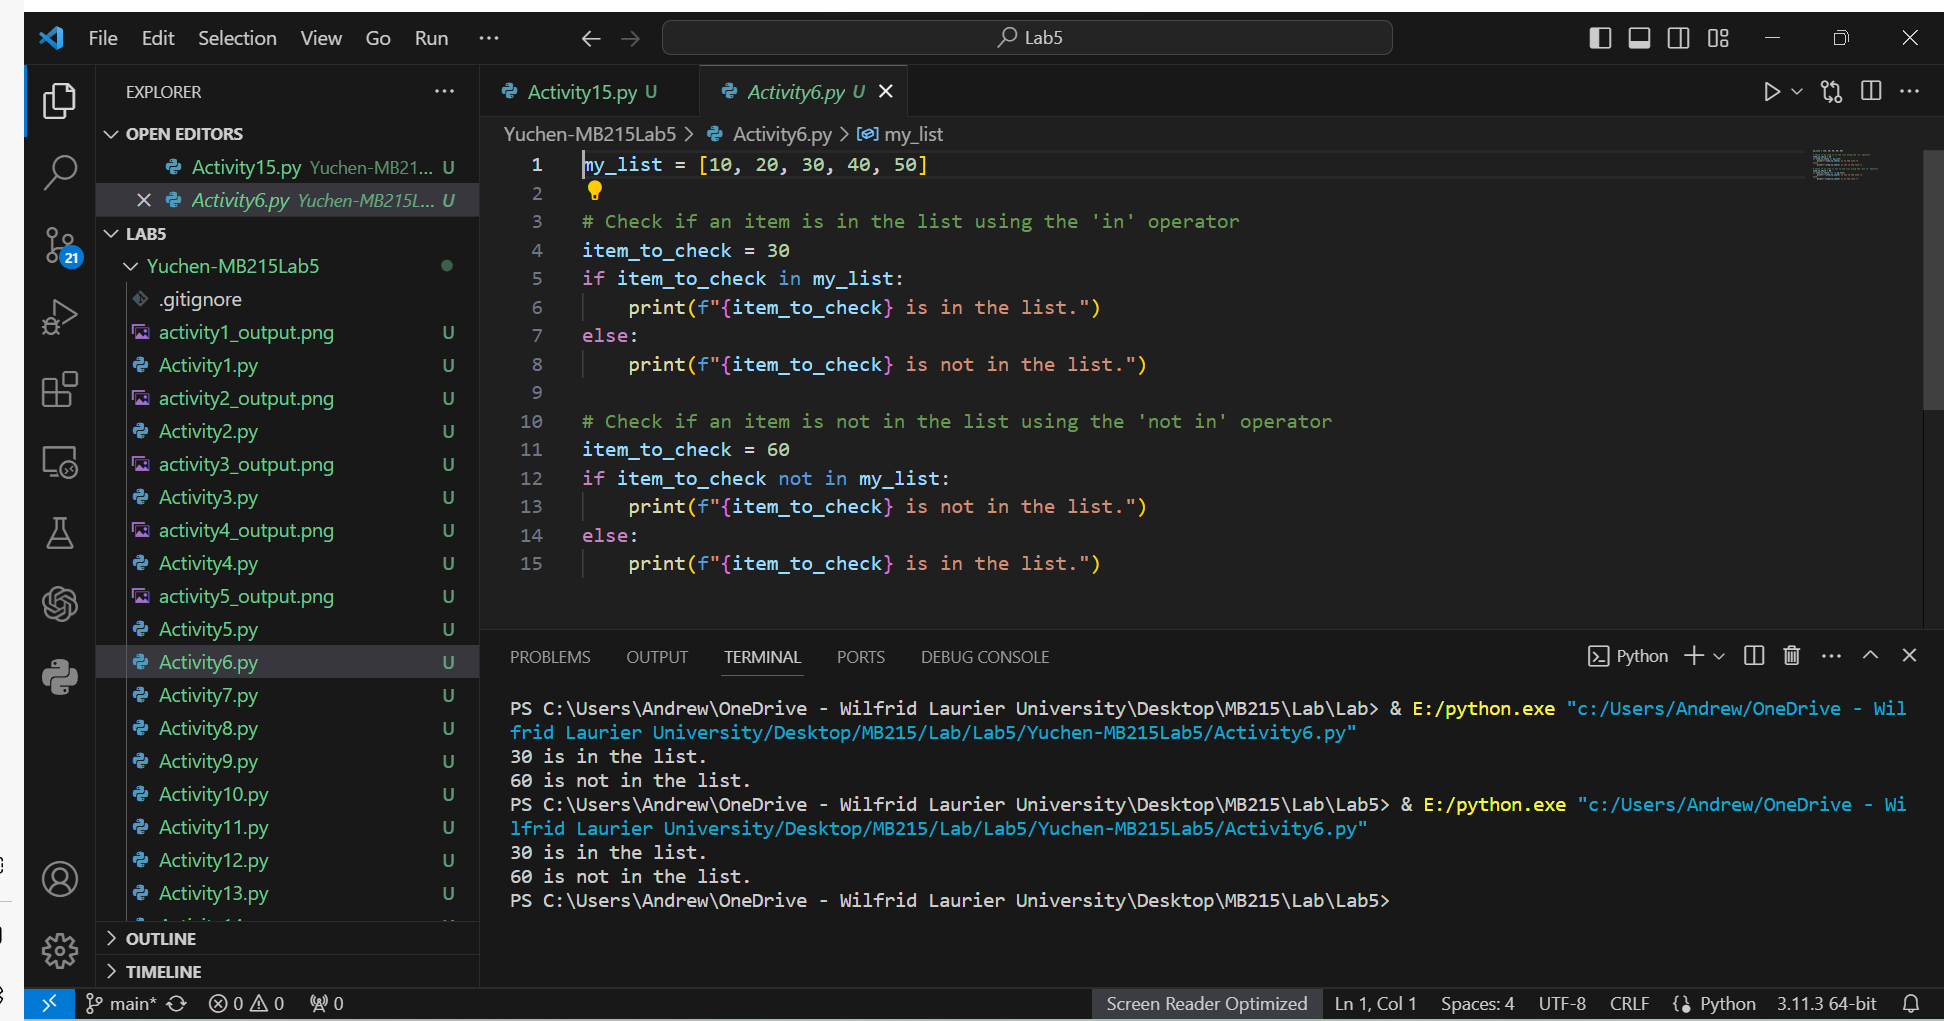 File Edit Selection View Go Run ··· Lab5
EXPLORER ···
OPEN EDITORS
Activity15.py Yuchen-MB21... U
Activity6.py Yuchen-MB215L... U
LAB5
Yuchen-MB215Lab5
.gitignore
activity1_output.png U
Activity1.py U
activity2_output.png U
Activity2.py U
activity3_output.png U
Activity3.py U
activity4_output.png U
Activity4.py U
activity5_output.png U
Activity5.py U
Activity6.py U
Activity7.py U
Activity8.py U
Activity9.py U
Activity10.py U
Activity11.py U
Activity12.py U
Activity13.py U
OUTLINE
TIMELINE
21
Activity15.py U Activity6.py U
Yuchen-MB215Lab5 > Activity6.py > my_list
1 my_list = [10, 20, 30, 40, 50]
2
3 # Check if an item is in the list using the 'in' operator
4 item_to_check = 30
5 if item_to_check in my_list:
6 print(f"{item_to_check} is in the list.")
7 else:
8 print(f"{item_to_check} is not in the list.")
9
10 # Check if an item is not in the list using the 'not in' operator
11 item_to_check = 60
12 if item_to_check not in my_list:
13 print(f"{item_to_check} is not in the list.")
14 else:
15 print(f"{item_to_check} is in the list.")
PROBLEMS OUTPUT TERMINAL PORTS DEBUG CONSOLE Python
PS C:\Users\Andrew\OneDrive - Wilfrid Laurier University\Desktop\MB215\Lab\Lab> & E:/python.exe "c:/Users/Andrew/OneDrive - Wil
frid Laurier University/Desktop/MB215/Lab/Lab5/Yuchen-MB215Lab5/Activity6.py"
30 is in the list.
60 is not in the list.
PS C:\Users\Andrew\OneDrive - Wilfrid Laurier University\Desktop\MB215\Lab\Lab5> & E:/python.exe "c:/Users/Andrew/OneDrive - Wi
lfrid Laurier University/Desktop/MB215/Lab/Lab5/Yuchen-MB215Lab5/Activity6.py"
30 is in the list.
60 is not in the list.
PS C:\Users\Andrew\OneDrive - Wilfrid Laurier University\Desktop\MB215\Lab\Lab5>
main* 0 0 0 Screen Reader Optimized Ln 1, Col 1 Spaces: 4 UTF-8 CRLF Python 3.11.3 64-bit